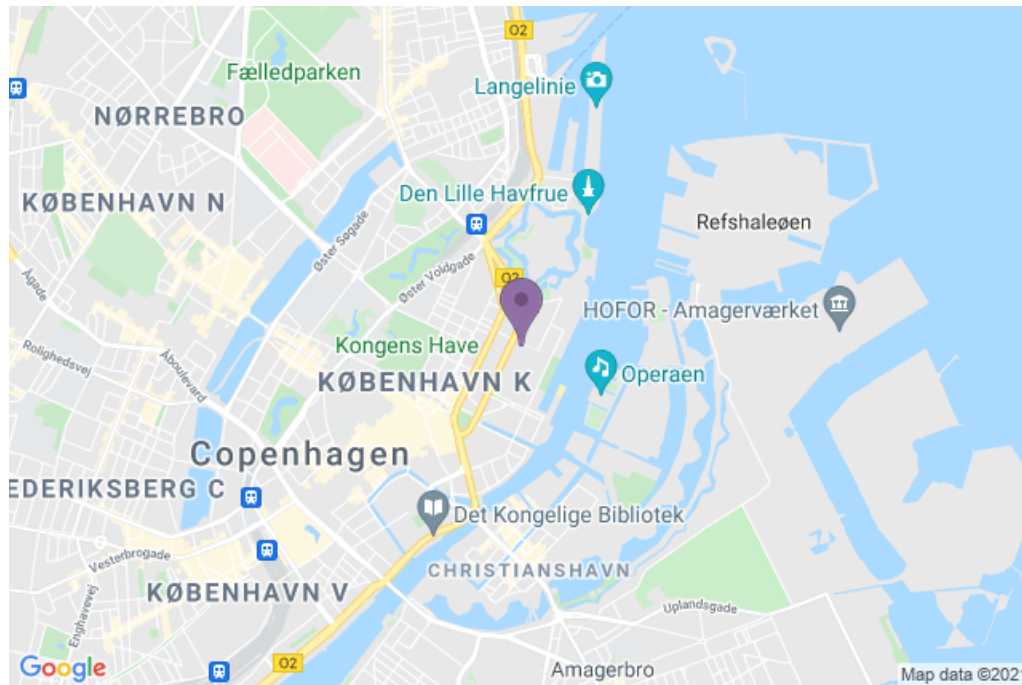 O2
Fælledparken
Langelinie
NØRREBRO
Den Lille Havfrue
KØBENHAVN N
Refshaleøen
Øster Søgade
Øster Voldgade
O2
Ågade
HOFOR - Amagerværket
Rolighedsvej
Kongens Have
Åboulevard
Operaen
KØBENHAVN K
Copenhagen
EDERIKSBERG C
Det Kongelige Bibliotek
Vesterbrogade
CHRISTIANSHAVN
KØBENHAVN V
Enghavevej
Uplandsgade
O2
Amagerbro
Google
Map data ©202